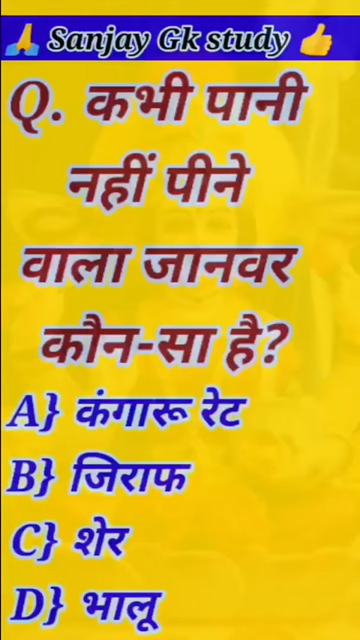 🙏 Sanjay Gk study 👍
Q. कभी पानी
नहीं पीने
वाला जानवर
कौन-सा है?
A} कंगारू रेट
B} जिराफ
C} शेर
D} भालू